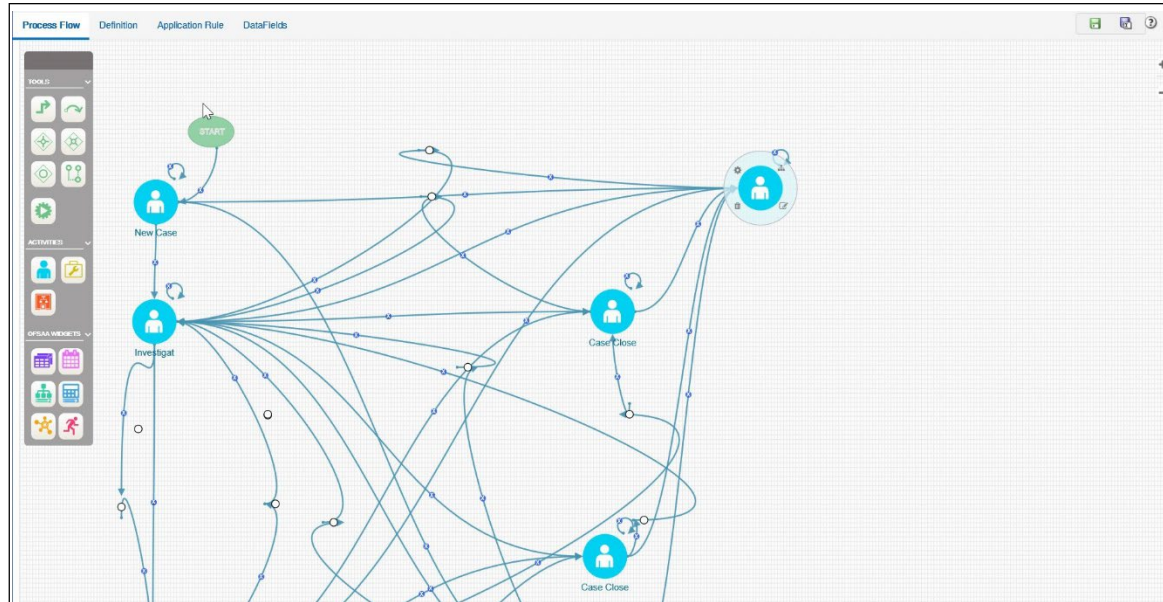 Process Flow Definition Application Rule DataFields
TOOLS
START
New Case
ACTIVITIES
Investigat
Case Close
OFSAA WIDGETS
Case Close